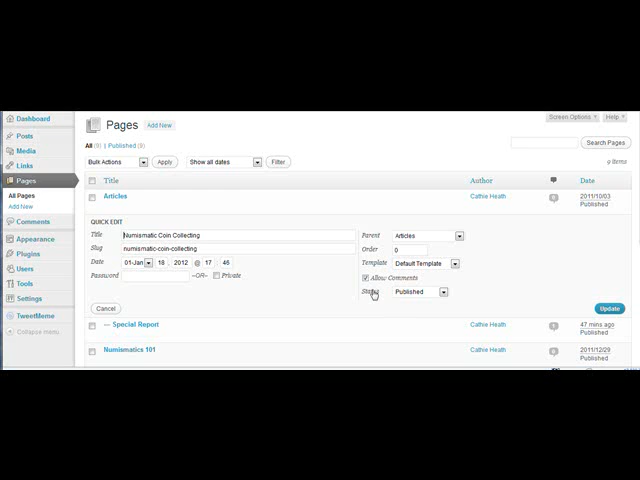 Dashboard
Posts
Media
Links
Pages
All Pages
Add New
Comments
Appearance
Plugins
Users
Tools
Settings
TweetMeme
Collapse menu
Screen Options
Help
Pages Add New
All (9) | Published (9)
Search Pages
Bulk Actions Apply Show all dates Filter
9 items
Title Author Date
Articles Cathie Heath 0 2011/10/03
Published
QUICK EDIT
Title Numismatic Coin Collecting
Slug numismatic-coin-collecting
Date 01-Jan 18 , 2012 @ 17 : 45
Password –OR– Private
Parent Articles
Order 0
Template Default Template
Allow Comments
Status Published
Cancel Update
— Special Report Cathie Heath 47 mins ago
Published
Numismatics 101 Cathie Heath 0 2011/12/29
Published